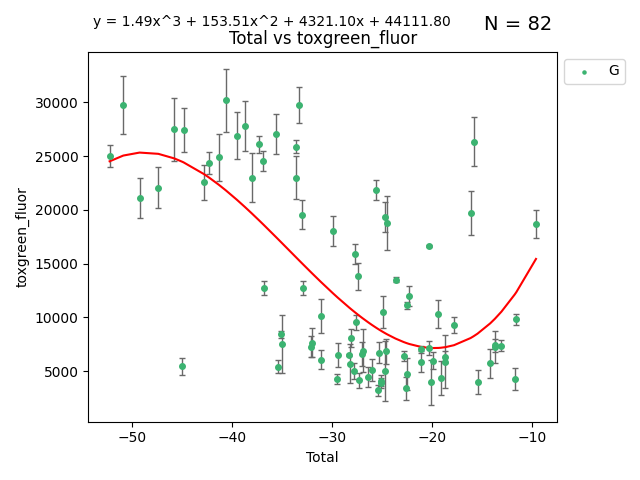 y = 1.49x^3 + 153.51x^2 + 4321.10x + 44111.80
N = 82
Total vs toxgreen_fluor
G
30000
25000
20000
15000
10000
5000
toxgreen_fluor
−50
−40
−30
−20
−10
Total